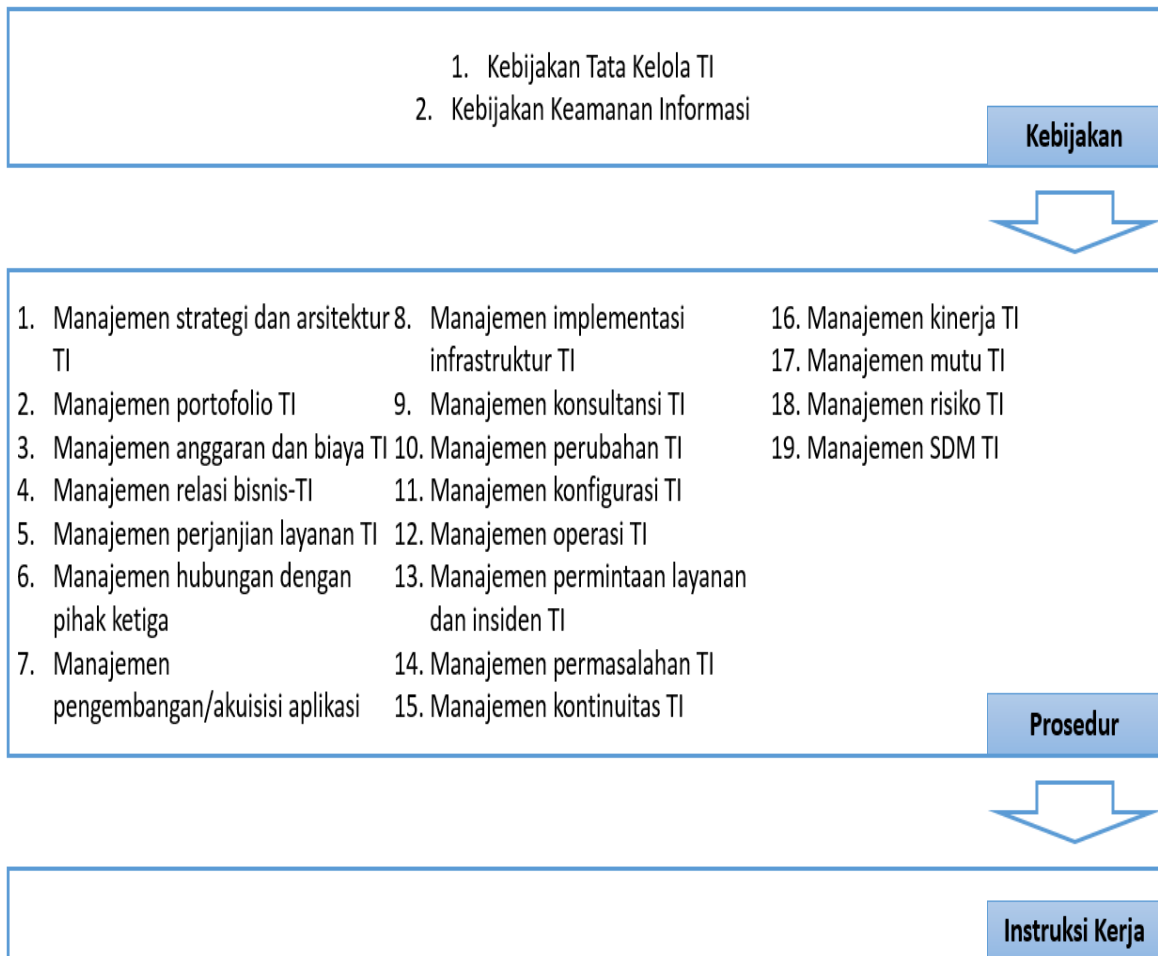 1. Kebijakan Tata Kelola TI
2. Kebijakan Keamanan Informasi
Kebijakan
1. Manajemen strategi dan arsitektur
TI
2. Manajemen portofolio TI
3. Manajemen anggaran dan biaya TI
4. Manajemen relasi bisnis-TI
5. Manajemen perjanjian layanan TI
6. Manajemen hubungan dengan
pihak ketiga
7. Manajemen
pengembangan/akuisisi aplikasi
8. Manajemen implementasi
infrastruktur TI
9. Manajemen konsultansi TI
10. Manajemen perubahan TI
11. Manajemen konfigurasi TI
12. Manajemen operasi TI
13. Manajemen permintaan layanan
dan insiden TI
14. Manajemen permasalahan TI
15. Manajemen kontinuitas TI
16. Manajemen kinerja TI
17. Manajemen mutu TI
18. Manajemen risiko TI
19. Manajemen SDM TI
Prosedur
Instruksi Kerja